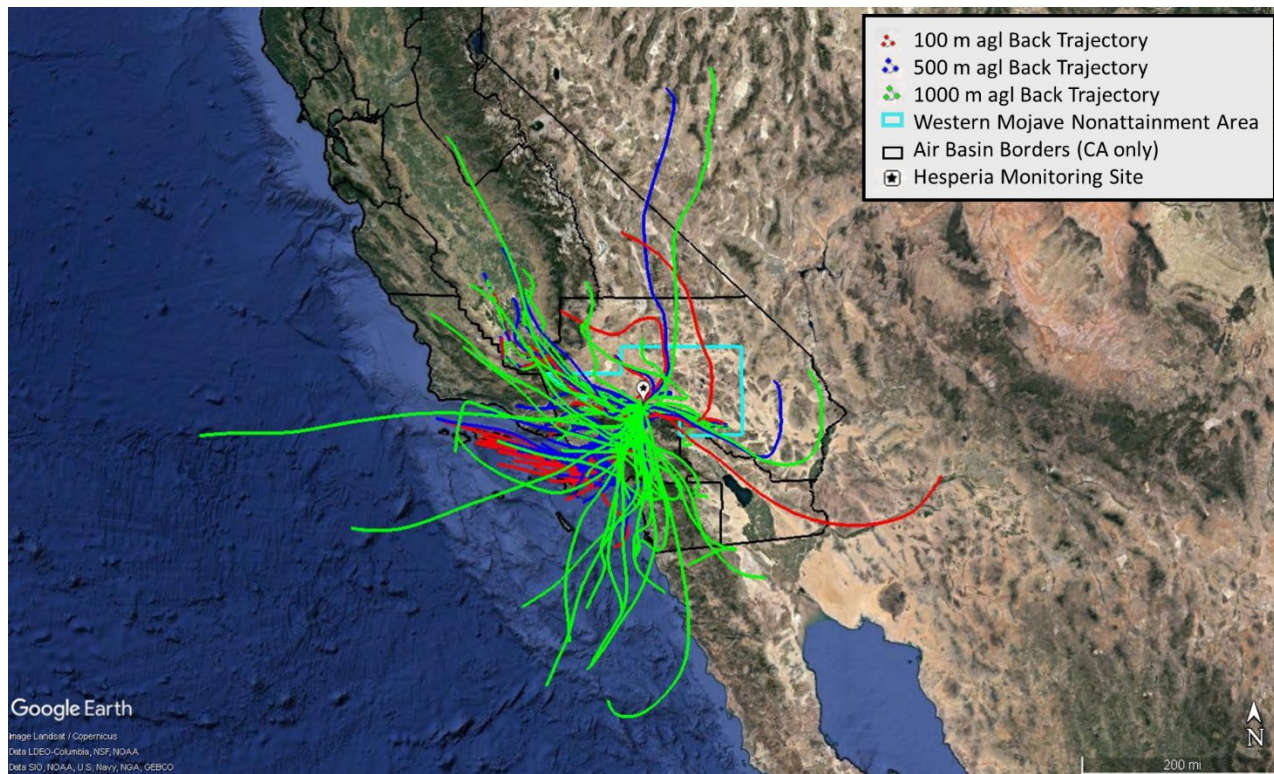 100 m agl Back Trajectory
500 m agl Back Trajectory
1000 m agl Back Trajectory
Western Mojave Nonattainment Area
Air Basin Borders (CA only)
Hesperia Monitoring Site
Google Earth
Image Landsat / Copernicus
Data LDEO-Columbia, NSF, NOAA
Data SIO, NOAA, U.S. Navy, NGA, GEBCO
N
200 mi